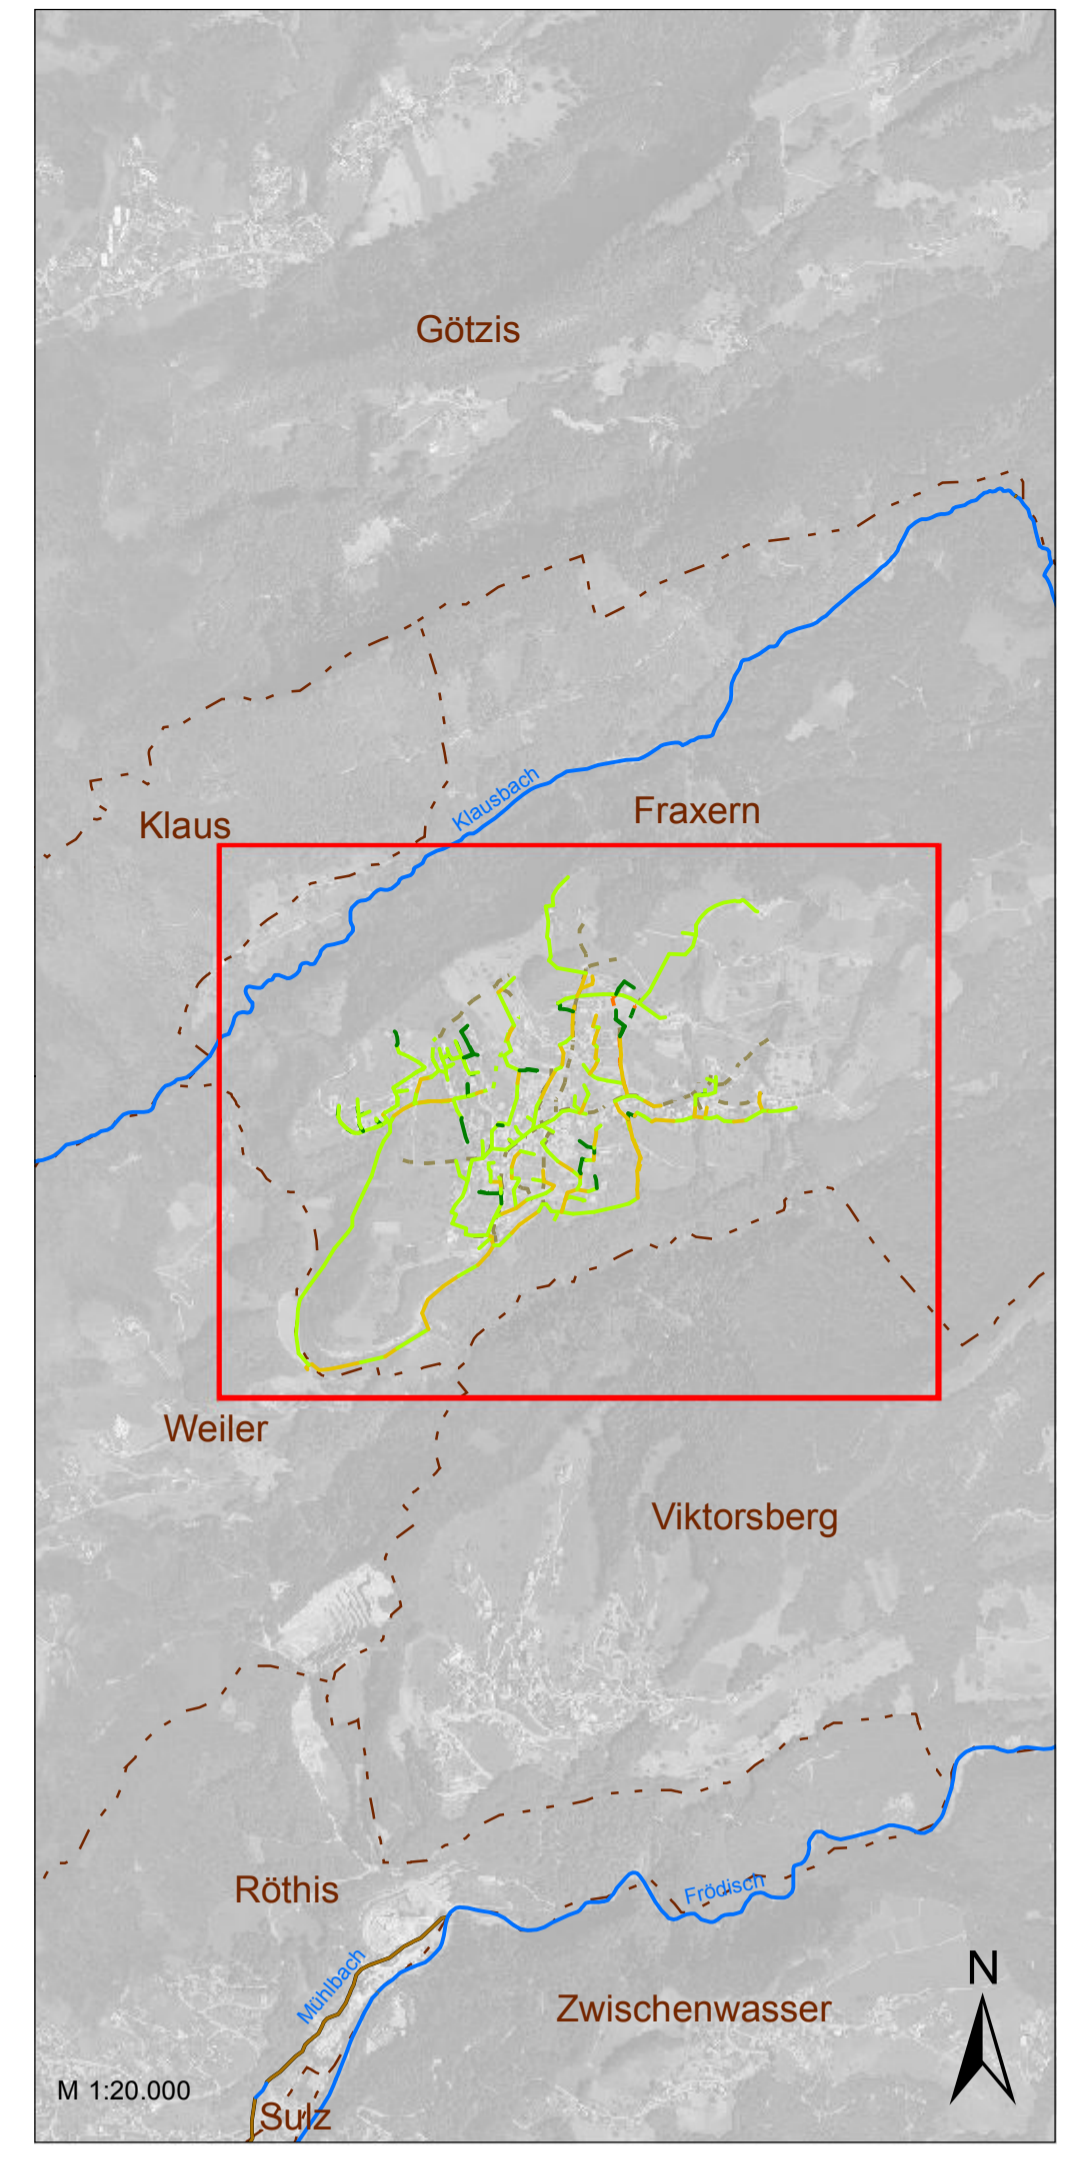 Götzis
Klausbach
Fraxern
Klaus
Weiler
Viktorsberg
Röthis
Frödisch
Mühlbach
N
Zwischenwasser
M 1:20.000
Sulz